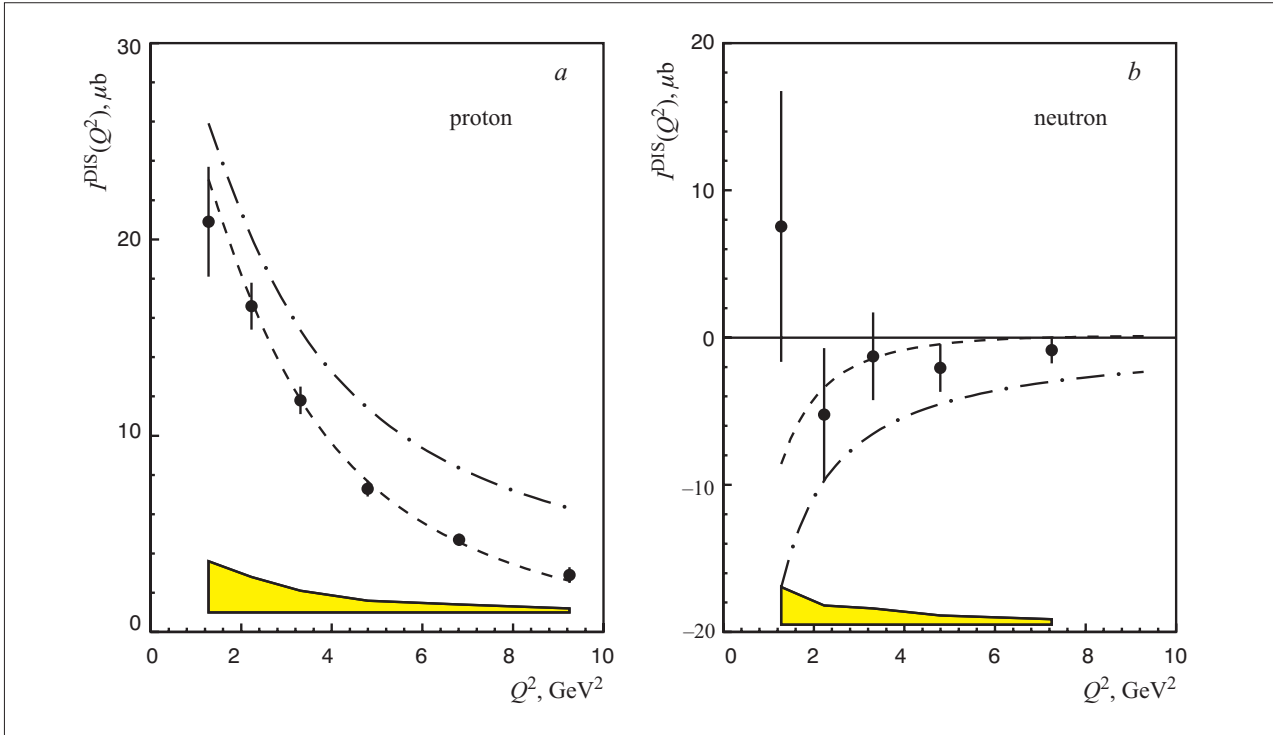 30
20
10
0
0
2
4
6
8
10
I^DIS(Q²), μb
Q², GeV²
a
proton
20
10
0
−10
−20
0
2
4
6
8
10
I^DIS(Q²), μb
Q², GeV²
b
neutron